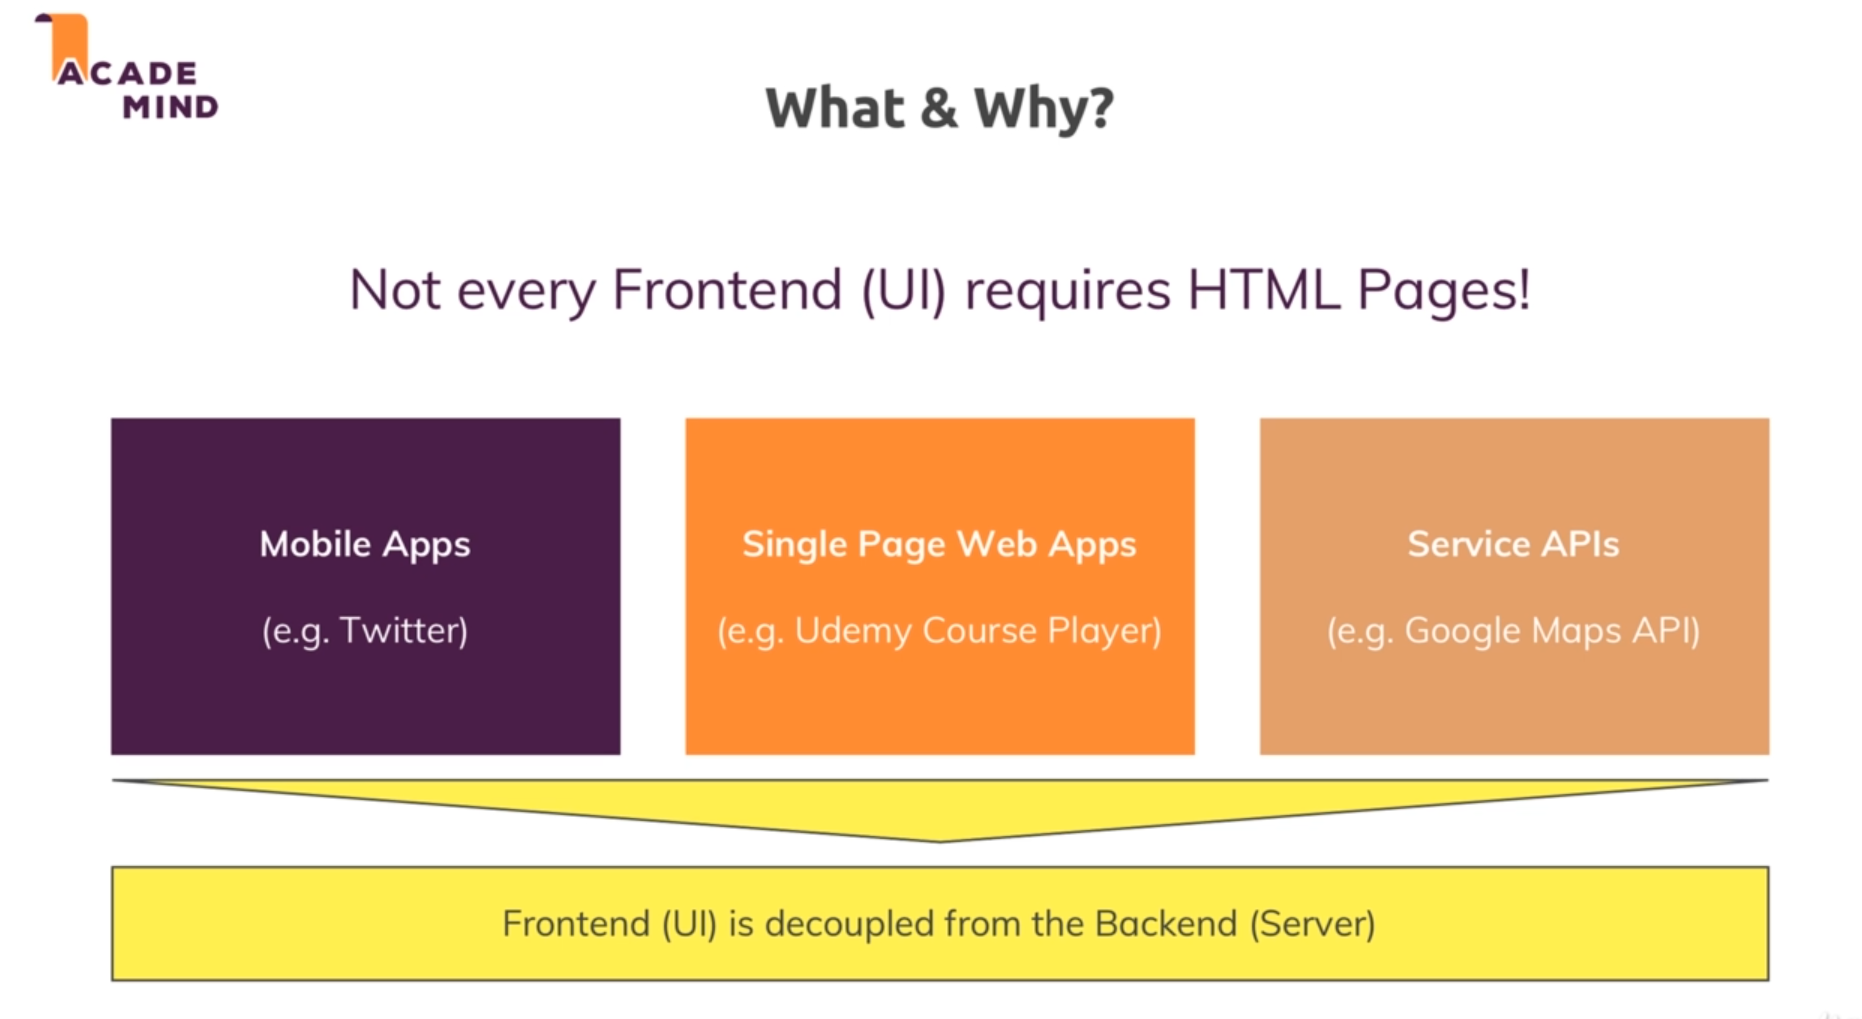 ACADE
MIND
What & Why?
Not every Frontend (UI) requires HTML Pages!
Mobile Apps
(e.g. Twitter)
Single Page Web Apps
(e.g. Udemy Course Player)
Service APIs
(e.g. Google Maps API)
Frontend (UI) is decoupled from the Backend (Server)